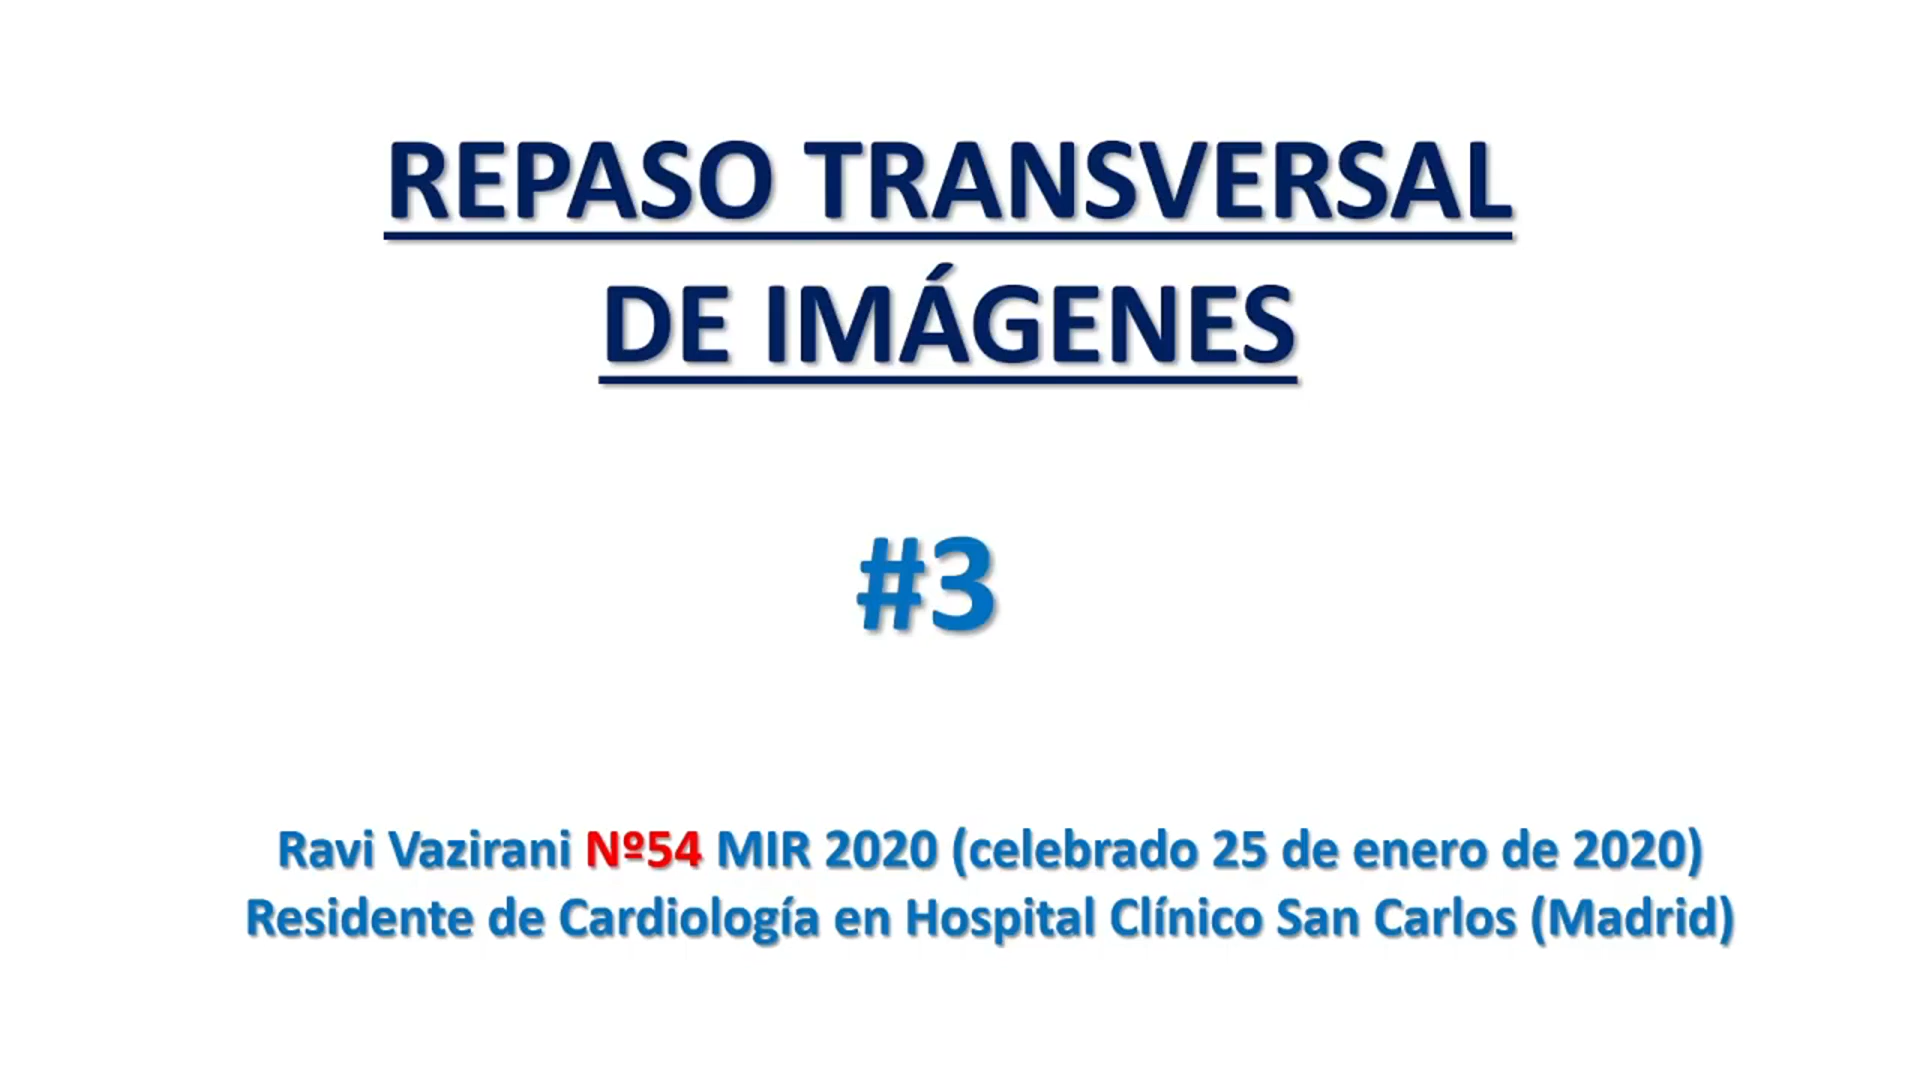 REPASO TRANSVERSAL
DE IMÁGENES
#3
Ravi Vazirani Nº54 MIR 2020 (celebrado 25 de enero de 2020)
Residente de Cardiología en Hospital Clínico San Carlos (Madrid)